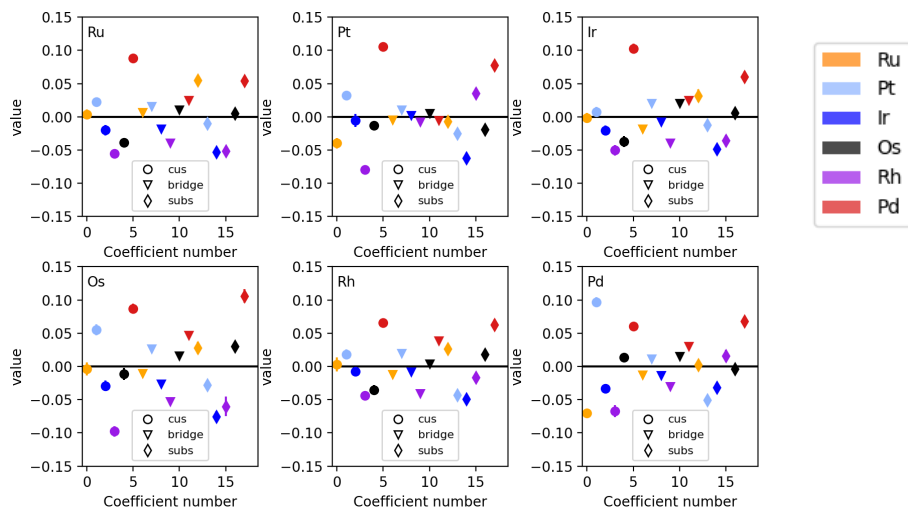 0.15
0.10
0.05
0.00
−0.05
−0.10
−0.15
value
Ru
cus
bridge
subs
0 5 10 15
Coefficient number
0.15
0.10
0.05
0.00
−0.05
−0.10
−0.15
value
Pt
cus
bridge
subs
0 5 10 15
Coefficient number
0.15
0.10
0.05
0.00
−0.05
−0.10
−0.15
value
Ir
cus
bridge
subs
0 5 10 15
Coefficient number
Ru
Pt
Ir
Os
Rh
Pd
0.15
0.10
0.05
0.00
−0.05
−0.10
−0.15
value
Os
cus
bridge
subs
0 5 10 15
Coefficient number
0.15
0.10
0.05
0.00
−0.05
−0.10
−0.15
value
Rh
cus
bridge
subs
0 5 10 15
Coefficient number
0.15
0.10
0.05
0.00
−0.05
−0.10
−0.15
value
Pd
cus
bridge
subs
0 5 10 15
Coefficient number